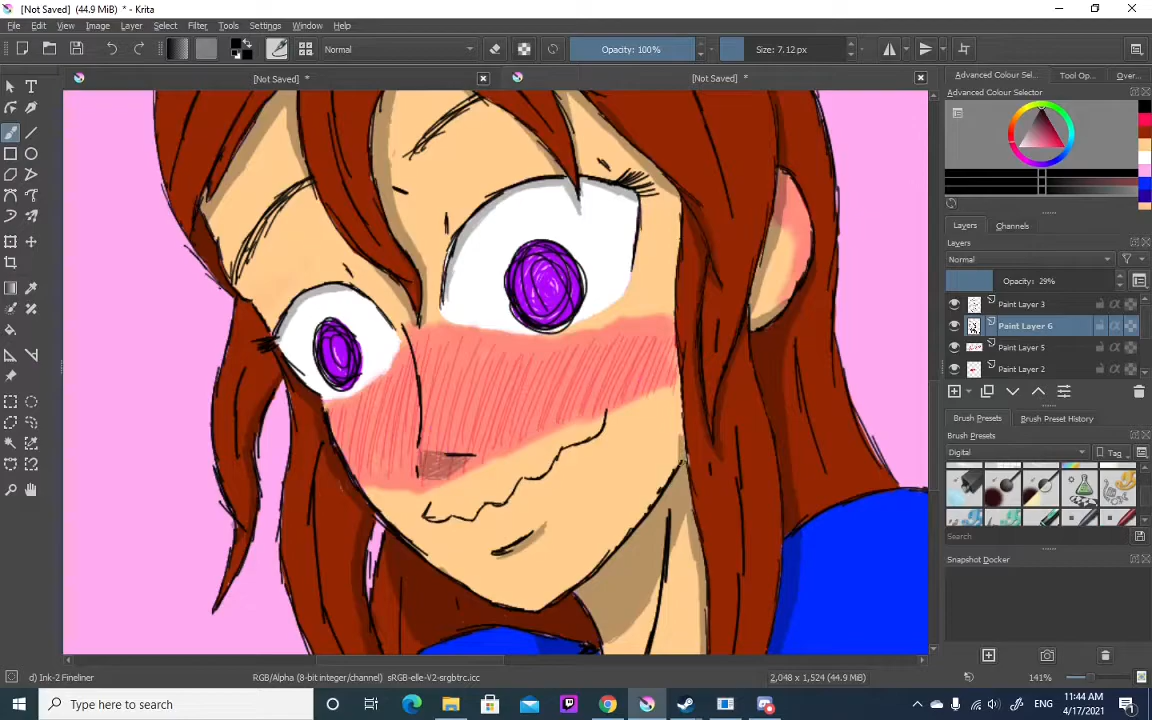 [Not Saved] (44.9 MiB) * - Krita
File Edit View Image Layer Select Filter Tools Settings Window Help
Normal Opacity: 100% Size: 7.12 px
[Not Saved] * [Not Saved] *
Advanced Colour Sel... Tool Op... Over...
Advanced Colour Selector
Layers Channels
Layers
Normal
Opacity: 29%
Paint Layer 3
Paint Layer 6
Paint Layer 5
Paint Layer 2
Brush Presets Brush Preset History
Brush Presets
Digital Tag
Search
Snapshot Docker
d) Ink-2 Fineliner RGB/Alpha (8-bit integer/channel) sRGB-elle-V2-srgbtrc.icc 2,048 x 1,524 (44.9 MiB) 141%
Type here to search ENG 11:44 AM
4/17/2021 1